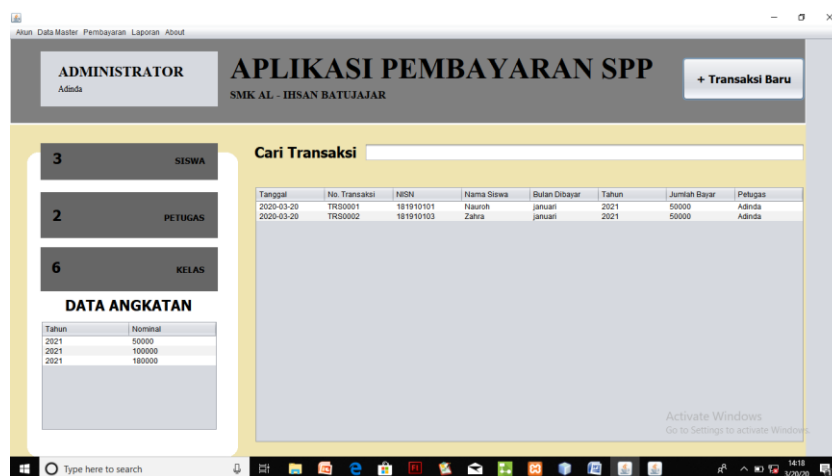 Akun Data Master Pembayaran Laporan About
ADMINISTRATOR
Adinda
APLIKASI PEMBAYARAN SPP
SMK AL - IHSAN BATUJAJAR
+ Transaksi Baru
3 SISWA
2 PETUGAS
6 KELAS
DATA ANGKATAN
Tahun Nominal
2021 50000
2021 100000
2021 180000
Cari Transaksi
Tanggal No. Transaksi NISN Nama Siswa Bulan Dibayar Tahun Jumlah Bayar Petugas
2020-03-20 TRS0001 181910101 Nauroh januari 2021 50000 Adinda
2020-03-20 TRS0002 181910103 Zahra januari 2021 50000 Adinda
Activate Windows
Go to Settings to activate Windows.
Type here to search
14:18
3/20/20